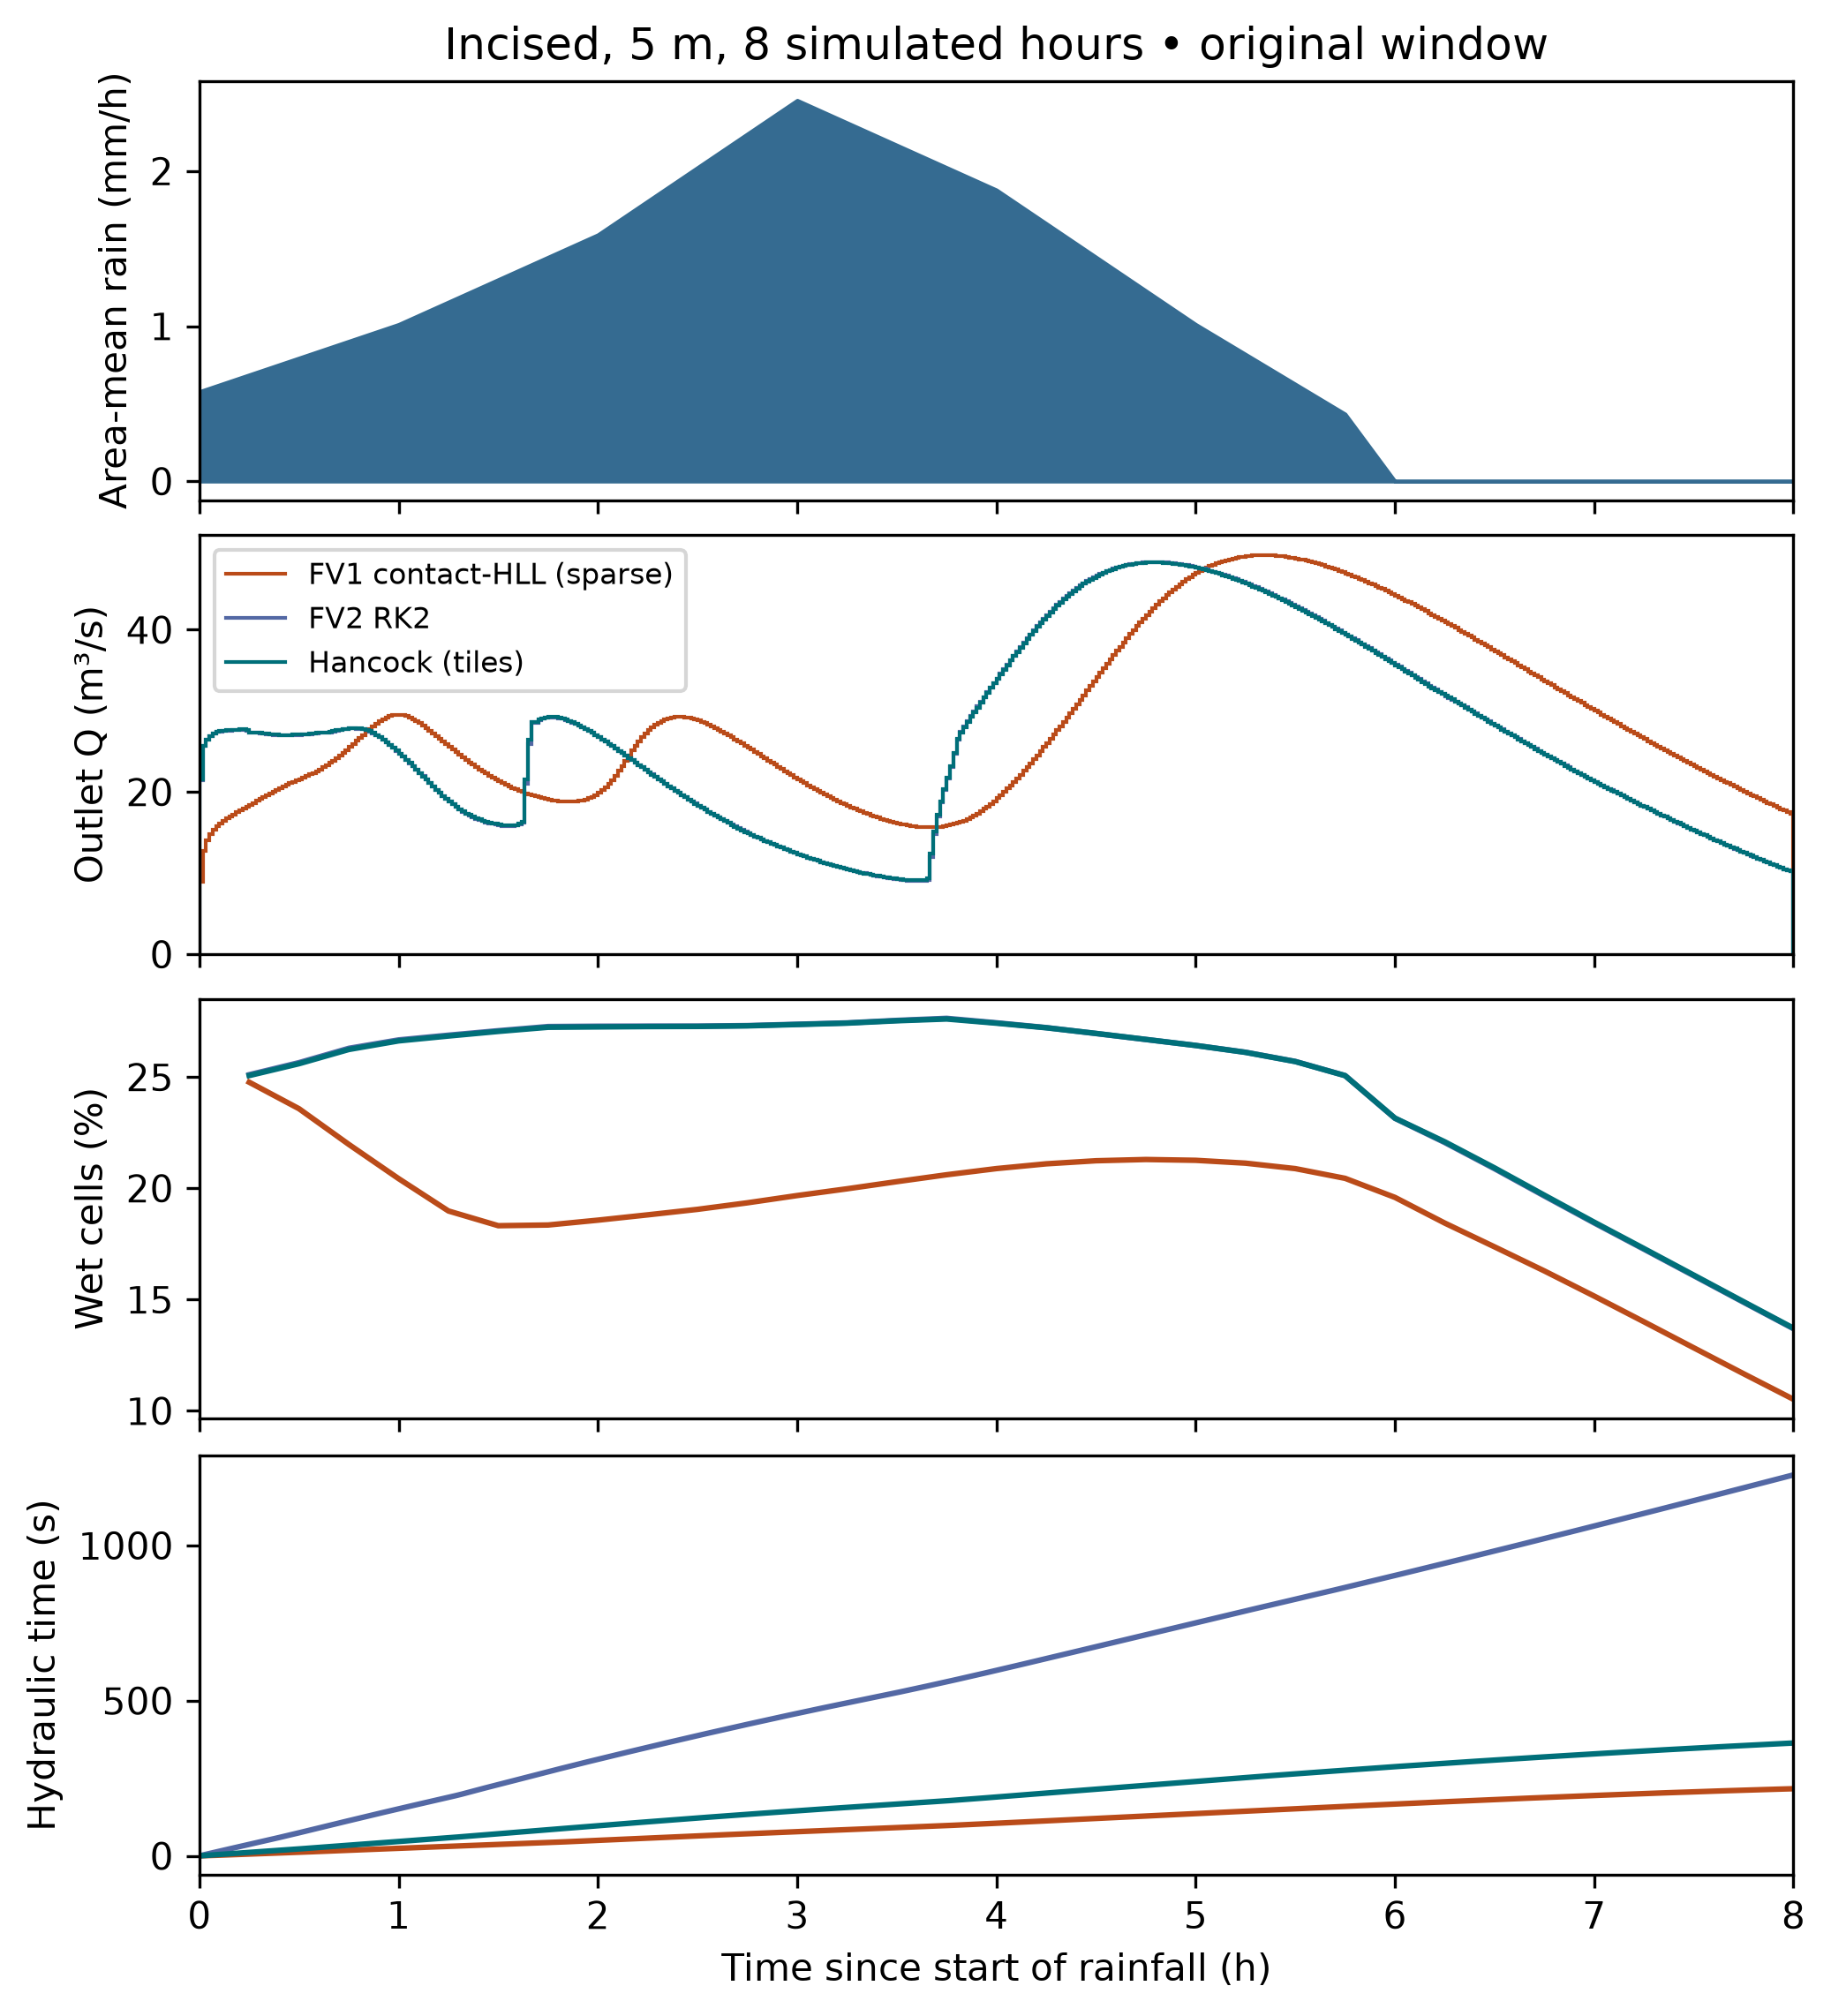 Incised, 5 m, 8 simulated hours • original window
Area-mean rain (mm/h)
2
1
0
Outlet Q (m³/s)
40
20
0
FV1 contact-HLL (sparse)
FV2 RK2
Hancock (tiles)
Wet cells (%)
25
20
15
10
Hydraulic time (s)
1000
500
0
0 1 2 3 4 5 6 7 8
Time since start of rainfall (h)